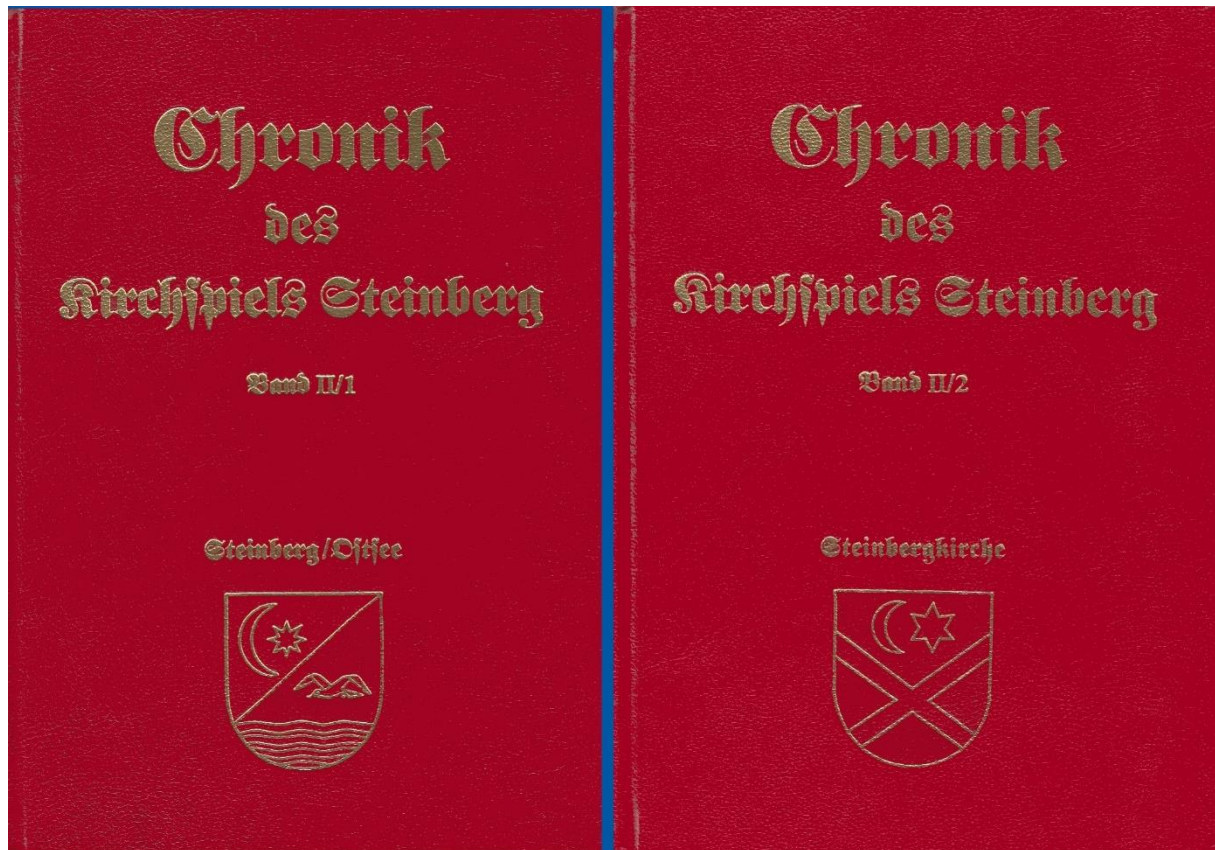 Chronik
des
Kirchspiels Steinberg
Band II/1
Steinberg/Ostsee
Chronik
des
Kirchspiels Steinberg
Band II/2
Steinbergkirche